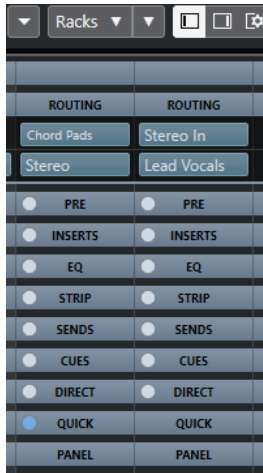 Racks
ROUTING ROUTING
Chord Pads Stereo In
Stereo Lead Vocals
PRE PRE
INSERTS INSERTS
EQ EQ
STRIP STRIP
SENDS SENDS
CUES CUES
DIRECT DIRECT
QUICK QUICK
PANEL PANEL